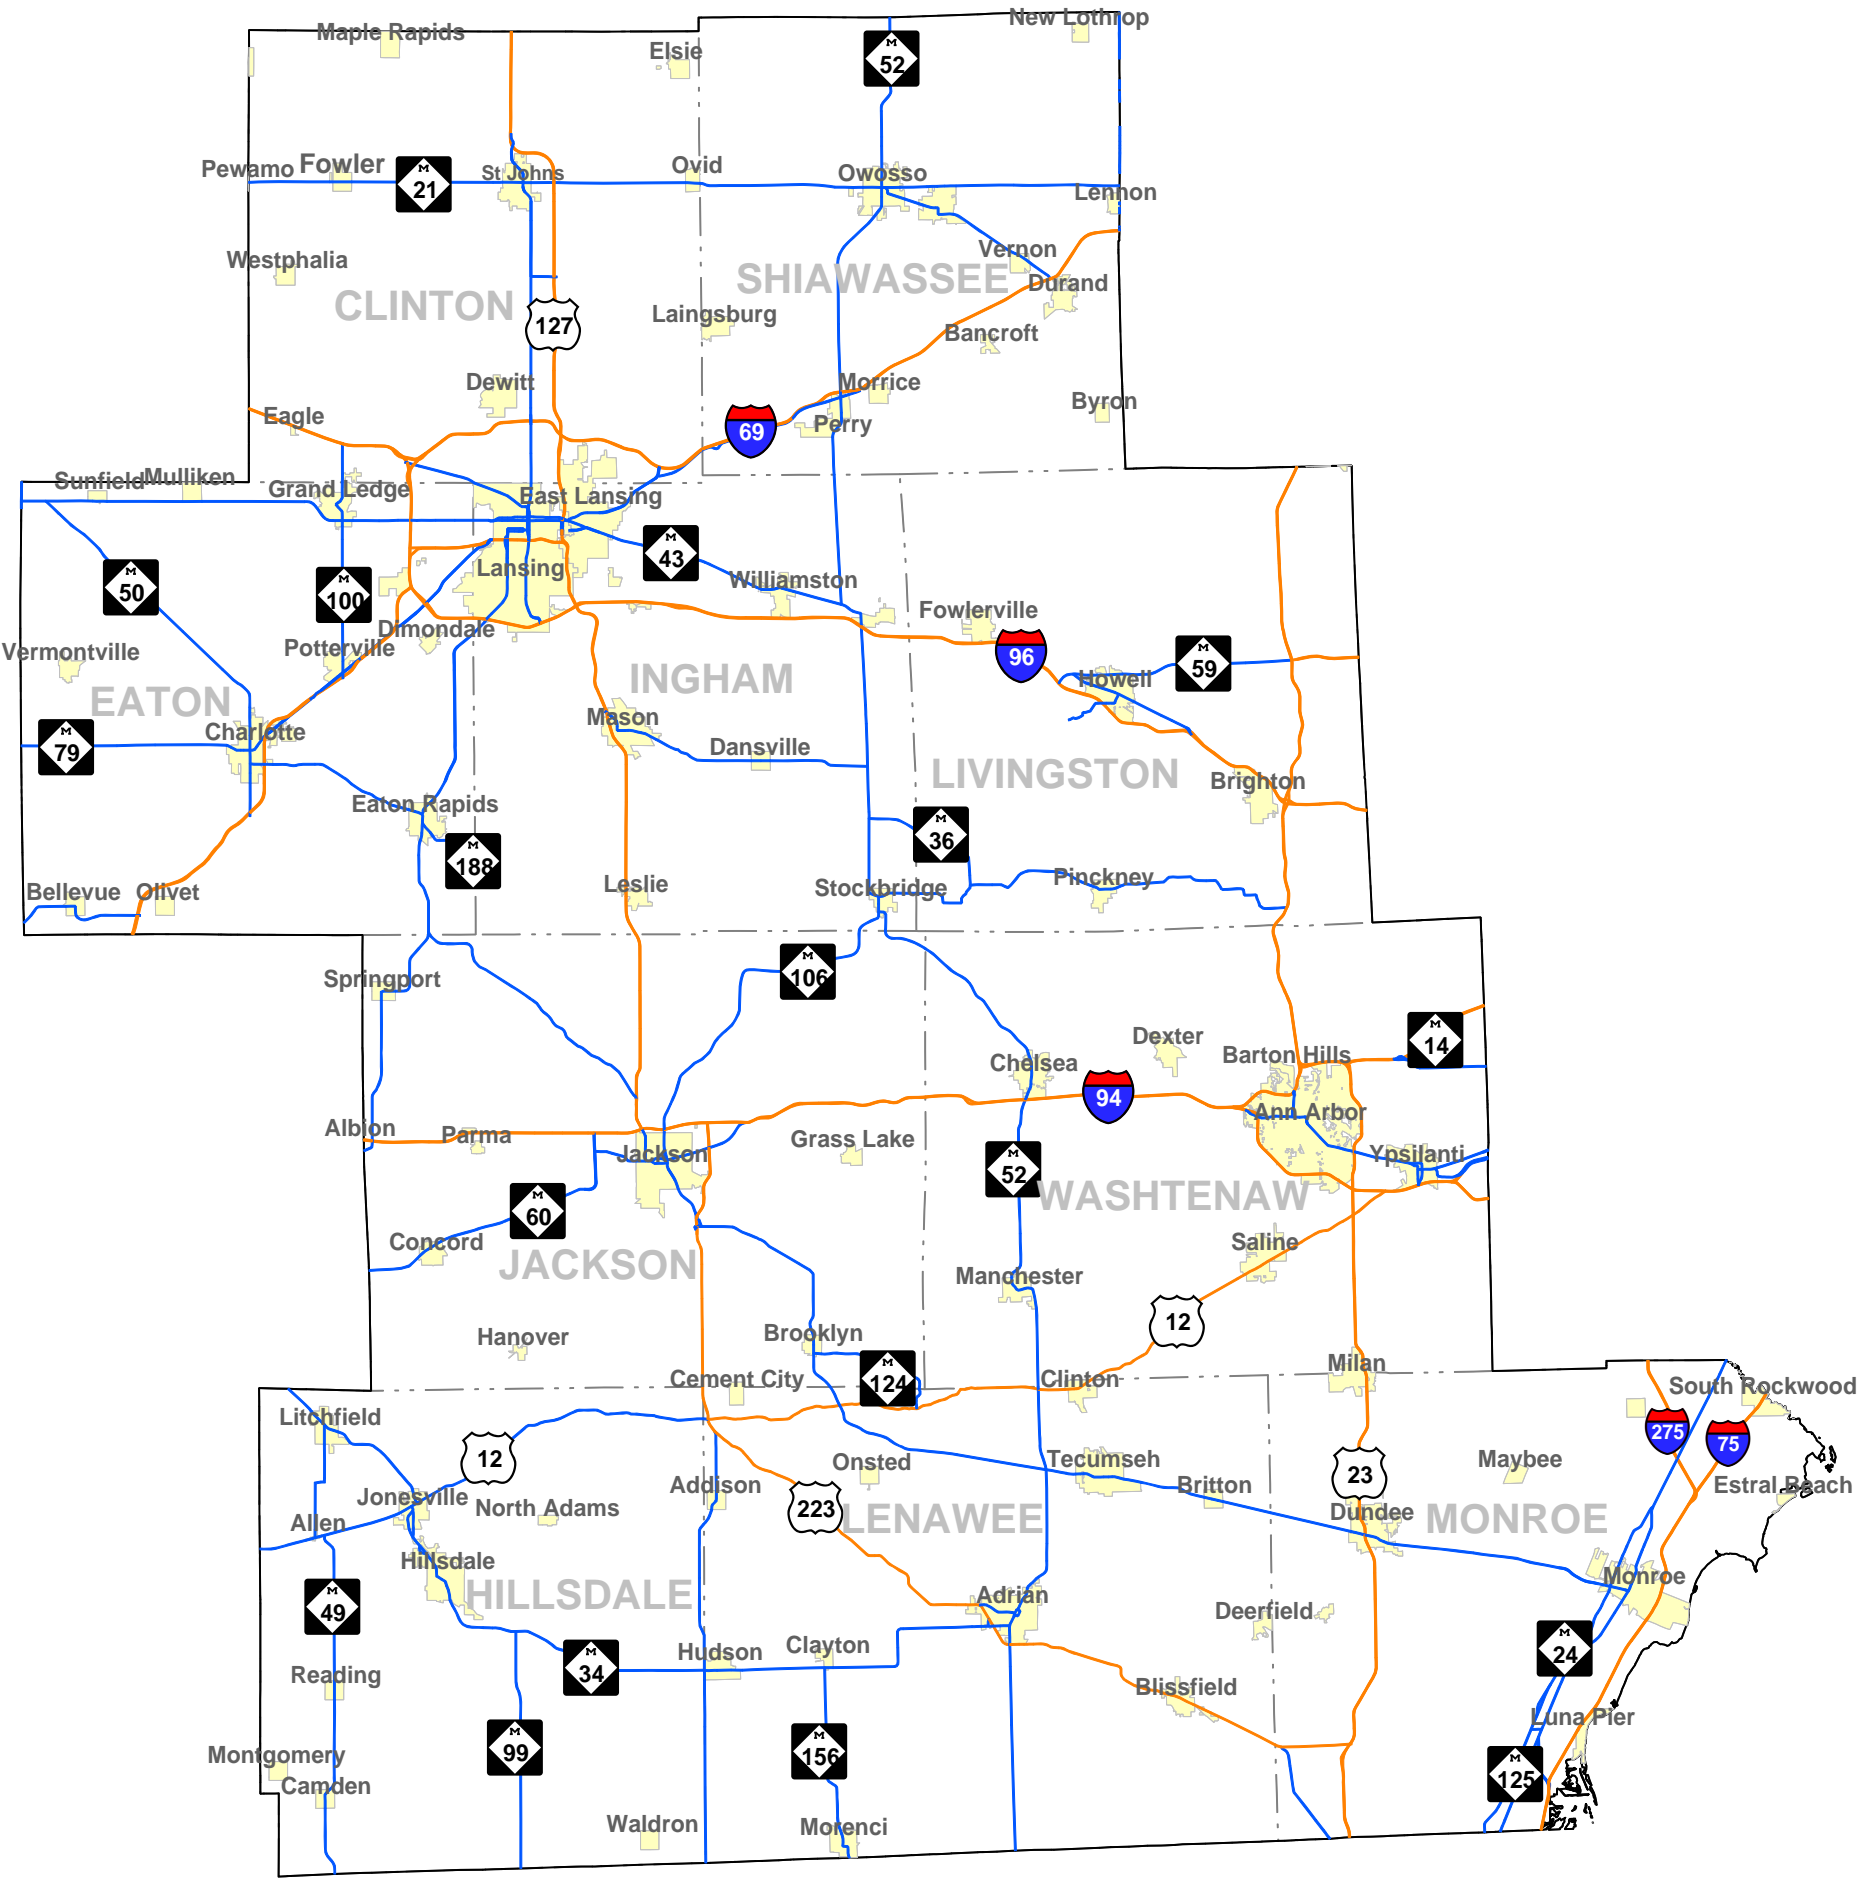 New Lothrop
Maple Rapids
Elsie
M
52
Pewamo
Fowler
M
21
St Johns
Ovid
Owosso
Lennon
Westphalia
Vernon
SHIAWASSEE
Durand
CLINTON
Laingsburg
127
Bancroft
Dewitt
Morrice
Eagle
Byron
Perry
69
Sunfield
Mulliken
Grand Ledge
East Lansing
M
43
Lansing
M
50
M
100
Williamston
Fowlerville
Dimondale
Vermontville
Potterville
96
M
59
Howell
INGHAM
EATON
Mason
Charlotte
M
79
Dansville
LIVINGSTON
Brighton
Eaton Rapids
M
36
M
188
Bellevue
Olivet
Leslie
Stockbridge
Pinckney
M
106
Springport
Dexter
M
14
Barton Hills
Chelsea
94
Ann Arbor
Albion
Parma
Grass Lake
Jackson
Ypsilanti
M
52
WASHTENAW
M
60
Concord
Saline
JACKSON
Manchester
12
Hanover
Brooklyn
Milan
Cement City
M
124
Clinton
South Rockwood
Litchfield
275
75
12
Onsted
Tecumseh
Maybee
23
Addison
Britton
Estral Beach
Jonesville
North Adams
223
LENAWEE
Dundee
MONROE
Allen
Hillsdale
HILLSDALE
Adrian
Monroe
M
49
Deerfield
M
24
Hudson
Clayton
M
34
Reading
Blissfield
Luna Pier
M
99
M
156
Montgomery
M
125
Camden
Waldron
Morenci